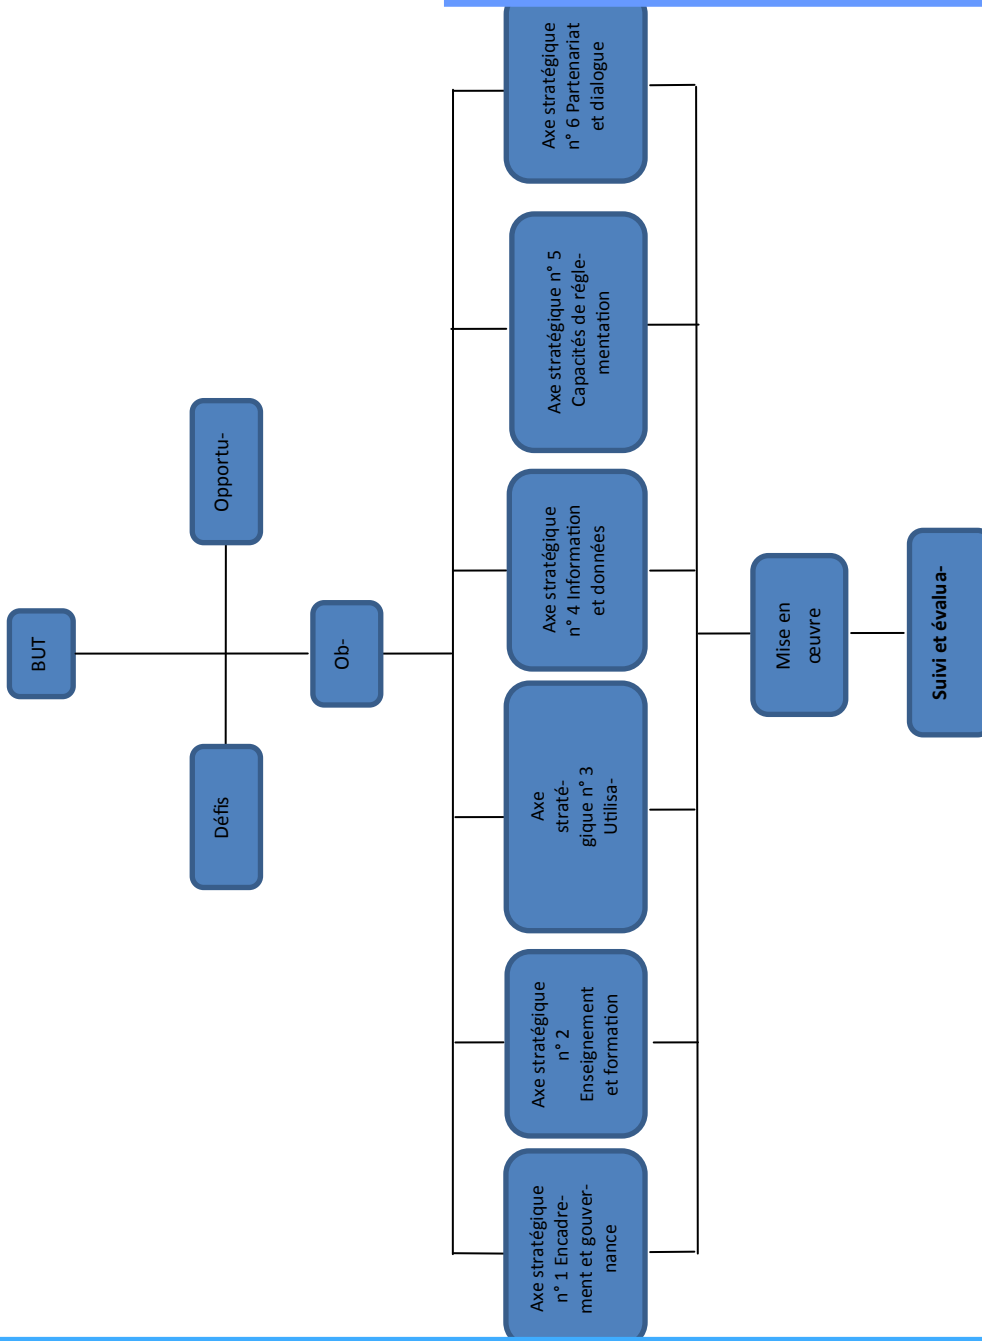 BUT
Défis
Opportu-
Ob-
Axe stratégique
n° 1 Encadre-
ment et gouver-
nance
Axe stratégique
n° 2
Enseignement
et formation
Axe
straté-
gique n° 3
Utilisa-
Axe stratégique
n° 4 Information
et données
Axe stratégique n° 5
Capacités de régle-
mentation
Axe stratégique
n° 6 Partenariat
et dialogue
Mise en
œuvre
Suivi et évalua-